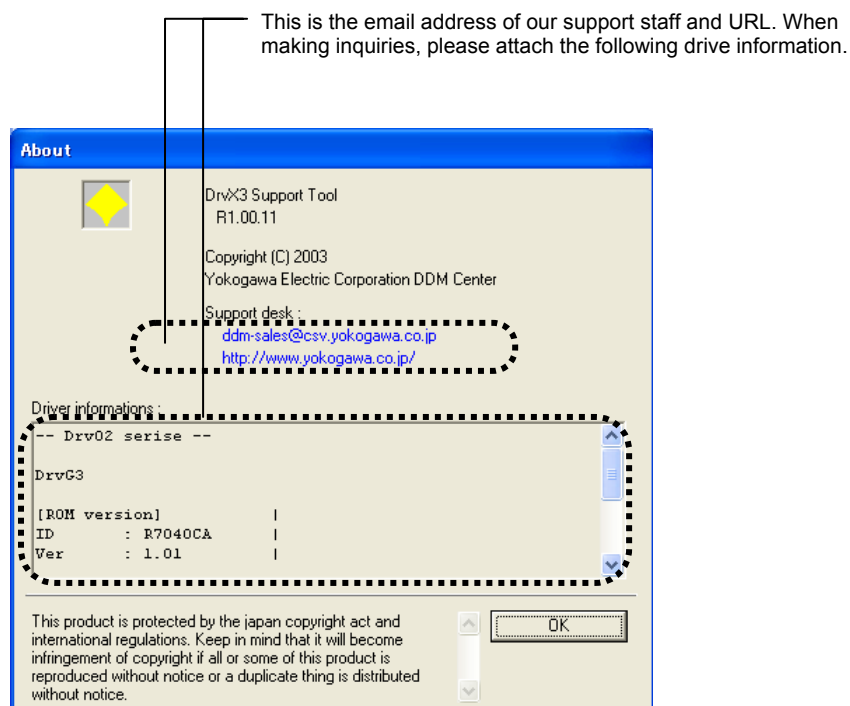 This is the email address of our support staff and URL. When
making inquiries, please attach the following drive information.
About
DrvX3 Support Tool
R1.00.11
Copyright (C) 2003
Yokogawa Electric Corporation DDM Center
Support desk :
ddm-sales@csv.yokogawa.co.jp
http://www.yokogawa.co.jp/
Driver informations :
-- Drv02 serise --
DrvG3
[ROM version] |
ID : R7040CA |
Ver : 1.01 |
This product is protected by the japan copyright act and
international regulations. Keep in mind that it will become
infringement of copyright if all or some of this product is
reproduced without notice or a duplicate thing is distributed
without notice.
OK